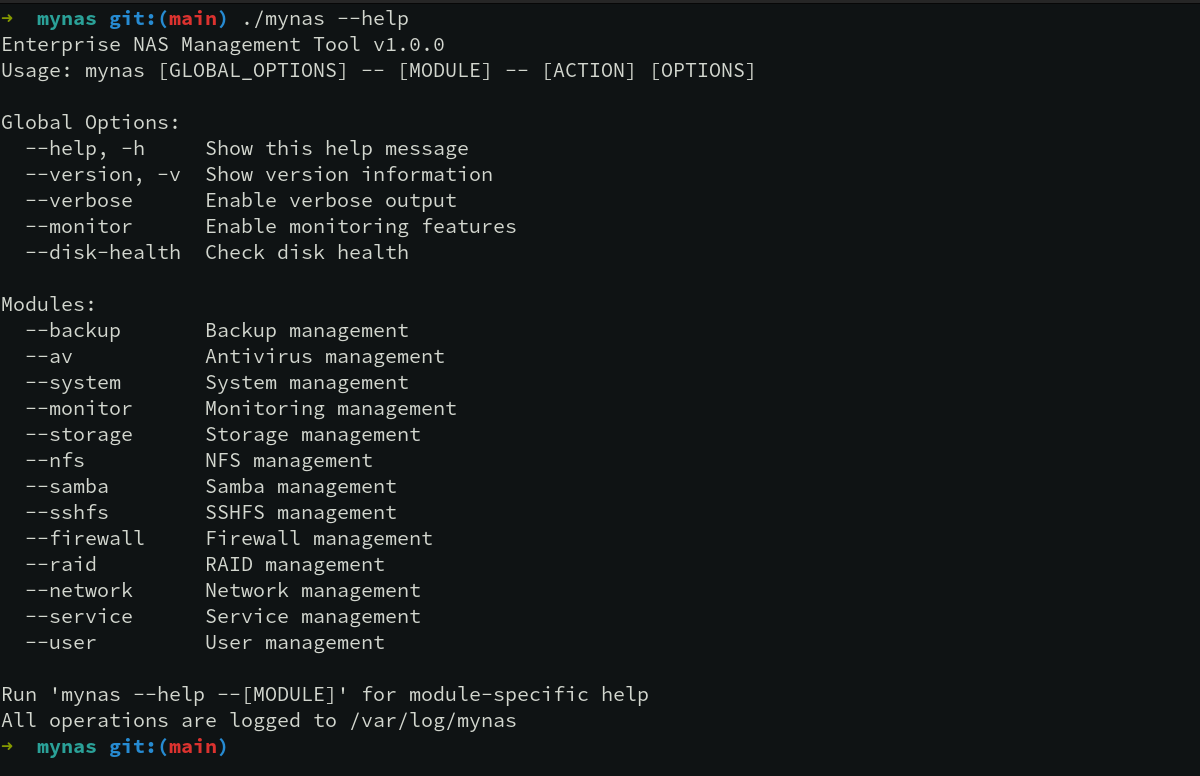 ➜  mynas git:(main) ./mynas --help
Enterprise NAS Management Tool v1.0.0
Usage: mynas [GLOBAL_OPTIONS] -- [MODULE] -- [ACTION] [OPTIONS]

Global Options:
  --help, -h     Show this help message
  --version, -v  Show version information
  --verbose      Enable verbose output
  --monitor      Enable monitoring features
  --disk-health  Check disk health

Modules:
  --backup       Backup management
  --av           Antivirus management
  --system       System management
  --monitor      Monitoring management
  --storage      Storage management
  --nfs          NFS management
  --samba        Samba management
  --sshfs        SSHFS management
  --firewall     Firewall management
  --raid         RAID management
  --network      Network management
  --service      Service management
  --user         User management

Run 'mynas --help --[MODULE]' for module-specific help
All operations are logged to /var/log/mynas
➜  mynas git:(main)